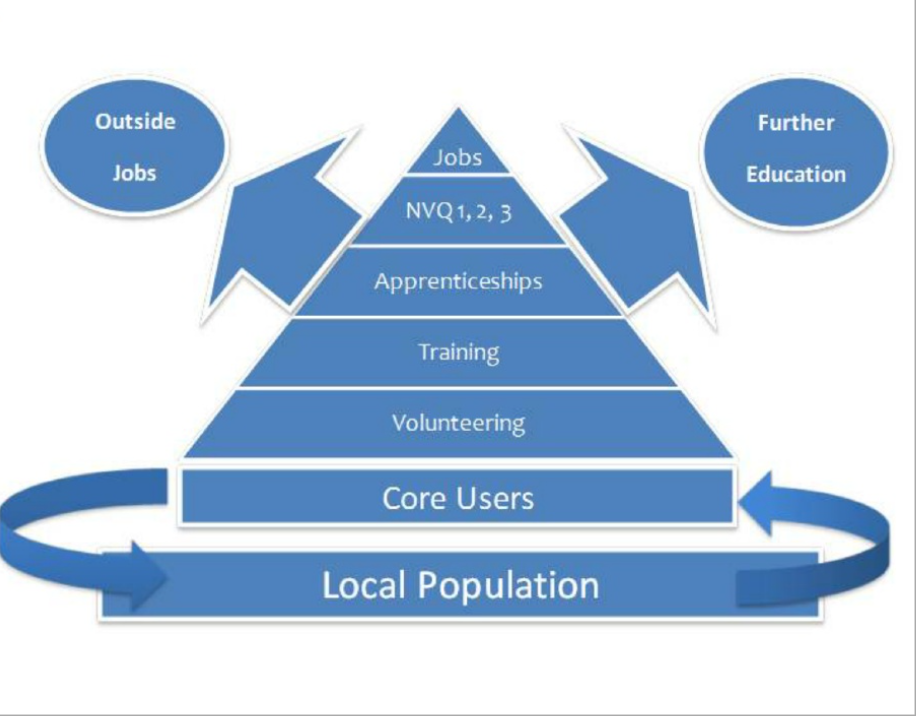 Outside
Jobs
Further
Education
Jobs
NVQ 1, 2, 3
Apprenticeships
Training
Volunteering
Core Users
Local Population